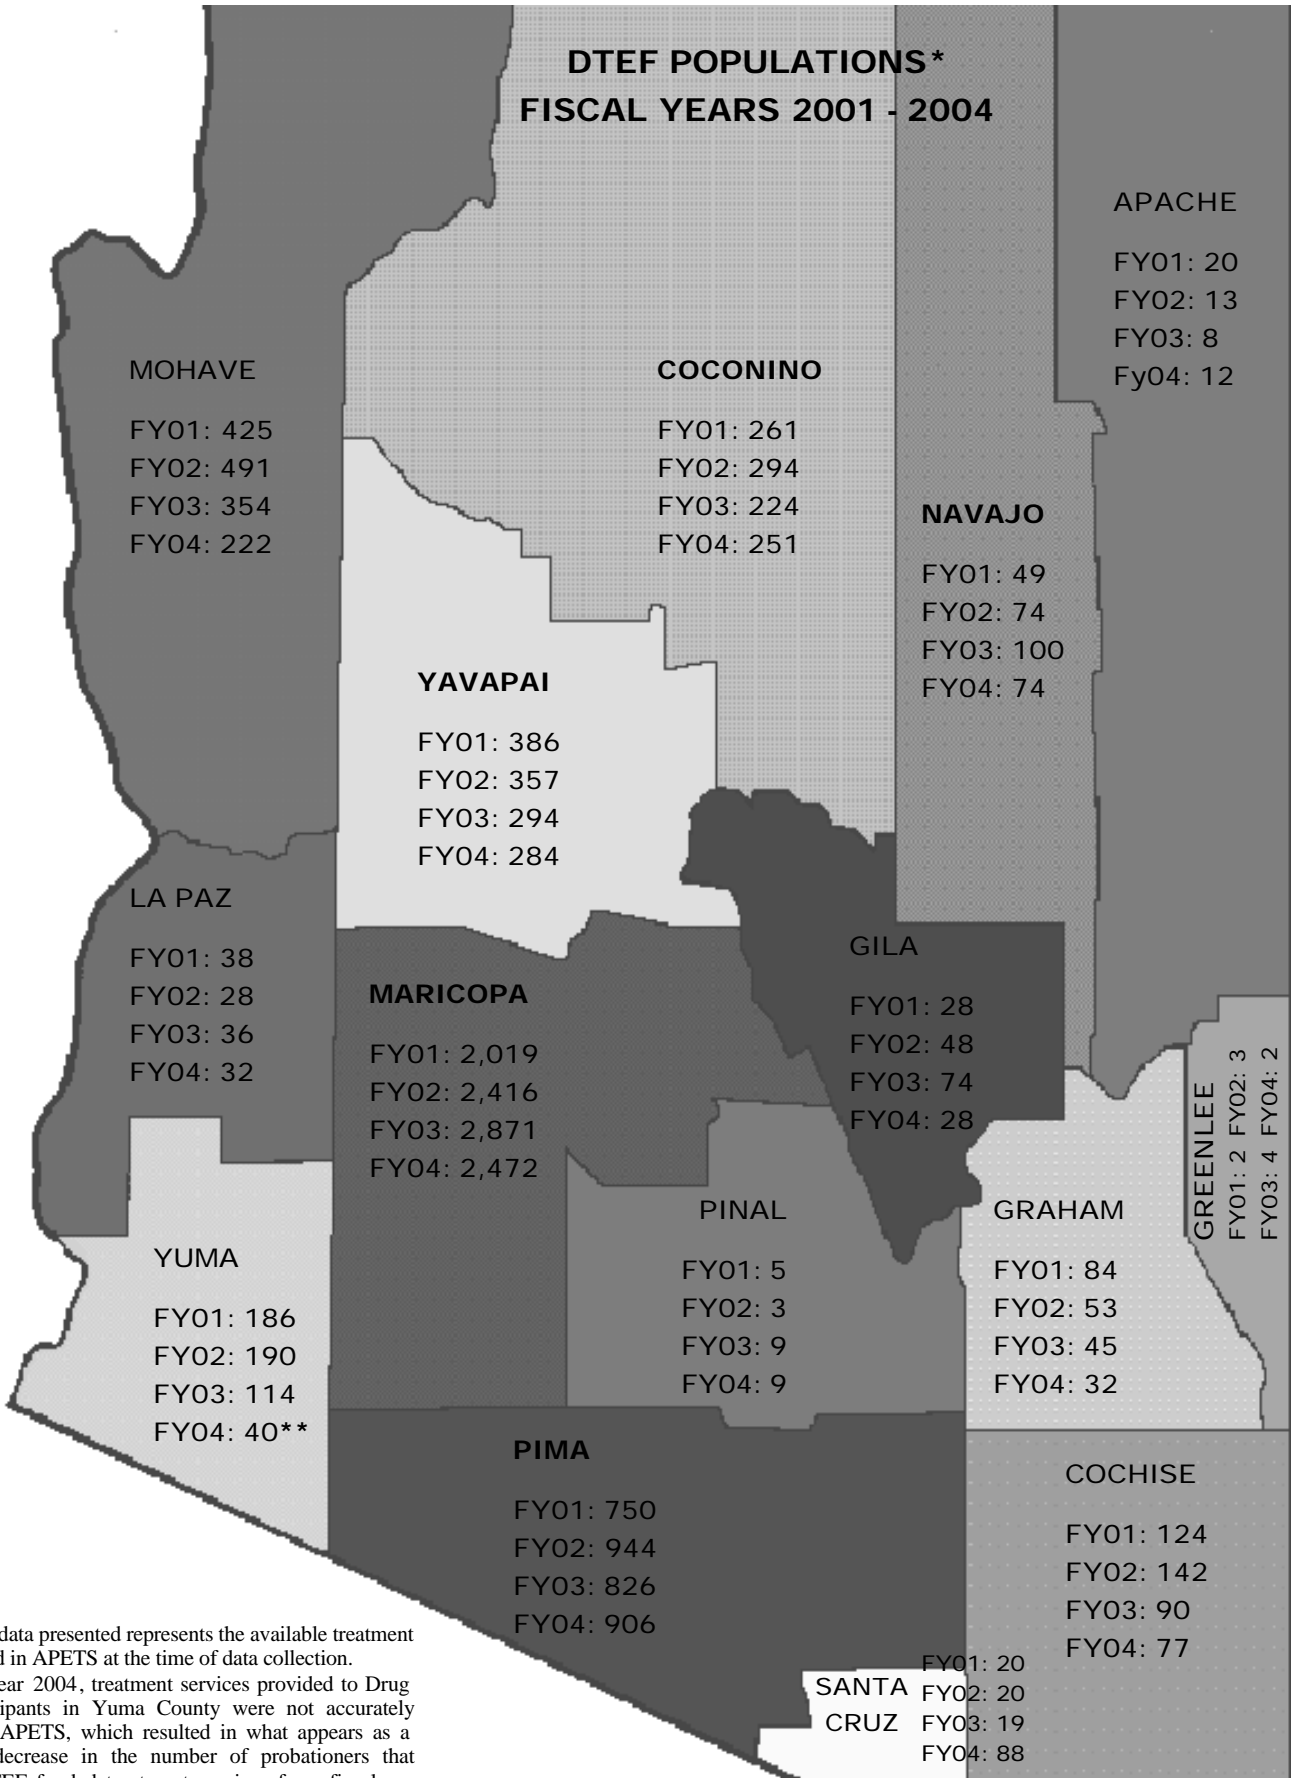 DTEF POPULATIONS*
FISCAL YEARS 2001 - 2004
APACHE
FY01: 20
FY02: 13
FY03: 8
Fy04: 12
MOHAVE
FY01: 425
FY02: 491
FY03: 354
FY04: 222
COCONINO
FY01: 261
FY02: 294
FY03: 224
FY04: 251
NAVAJO
FY01: 49
FY02: 74
FY03: 100
FY04: 74
YAVAPAI
FY01: 386
FY02: 357
FY03: 294
FY04: 284
LA PAZ
FY01: 38
FY02: 28
FY03: 36
FY04: 32
MARICOPA
FY01: 2,019
FY02: 2,416
FY03: 2,871
FY04: 2,472
GILA
FY01: 28
FY02: 48
FY03: 74
FY04: 28
GREENLEE
FY01: 2 FY02: 3
FY03: 4 FY04: 2
PINAL
FY01: 5
FY02: 3
FY03: 9
FY04: 9
GRAHAM
FY01: 84
FY02: 53
FY03: 45
FY04: 32
YUMA
FY01: 186
FY02: 190
FY03: 114
FY04: 40**
PIMA
FY01: 750
FY02: 944
FY03: 826
FY04: 906
COCHISE
FY01: 124
FY02: 142
FY03: 90
FY04: 77
SANTA
CRUZ
FY01: 20
FY02: 20
FY03: 19
FY04: 88
data presented represents the available treatment
in APETS at the time of data collection.
ear 2004, treatment services provided to Drug
ipants in Yuma County were not accurately
APETS, which resulted in what appears as a
decrease in the number of probationers that